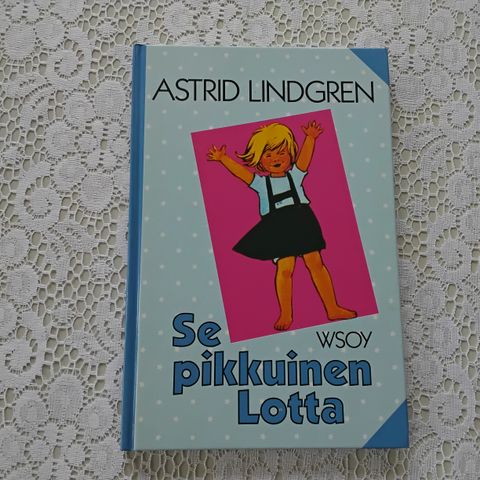 ASTRID LINDGREN
Se
WSOY
pikkuinen
Lotta